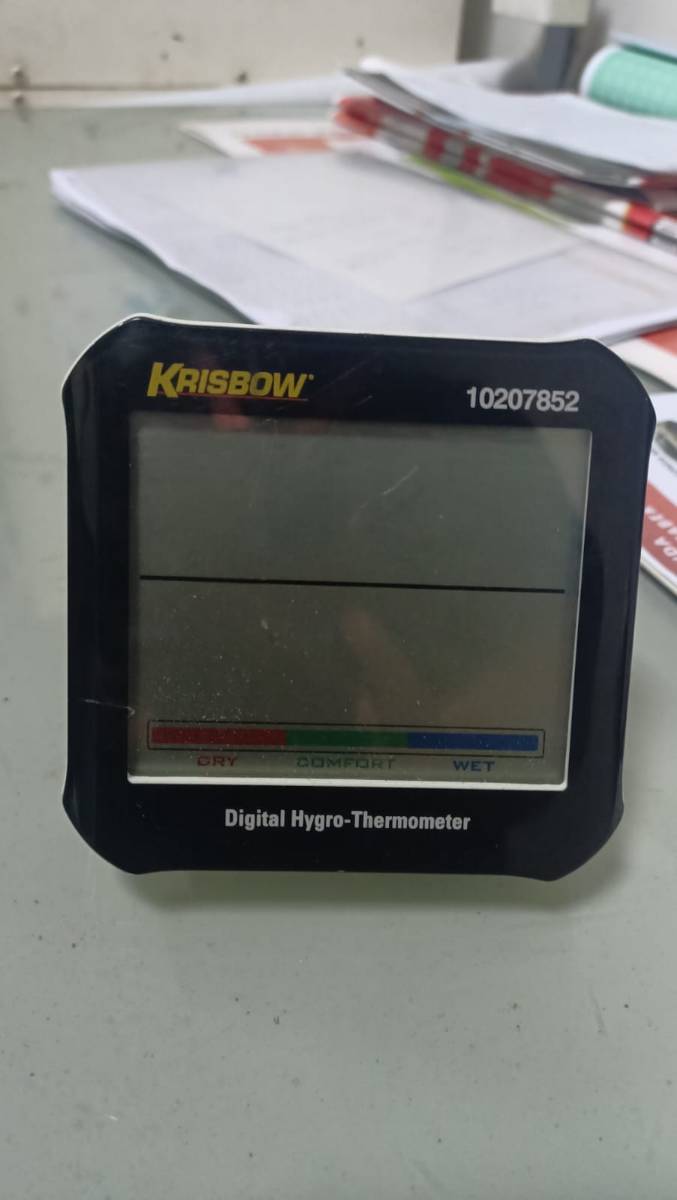 KRISBOW
10207852
DRY COMFORT WET
Digital Hygro-Thermometer